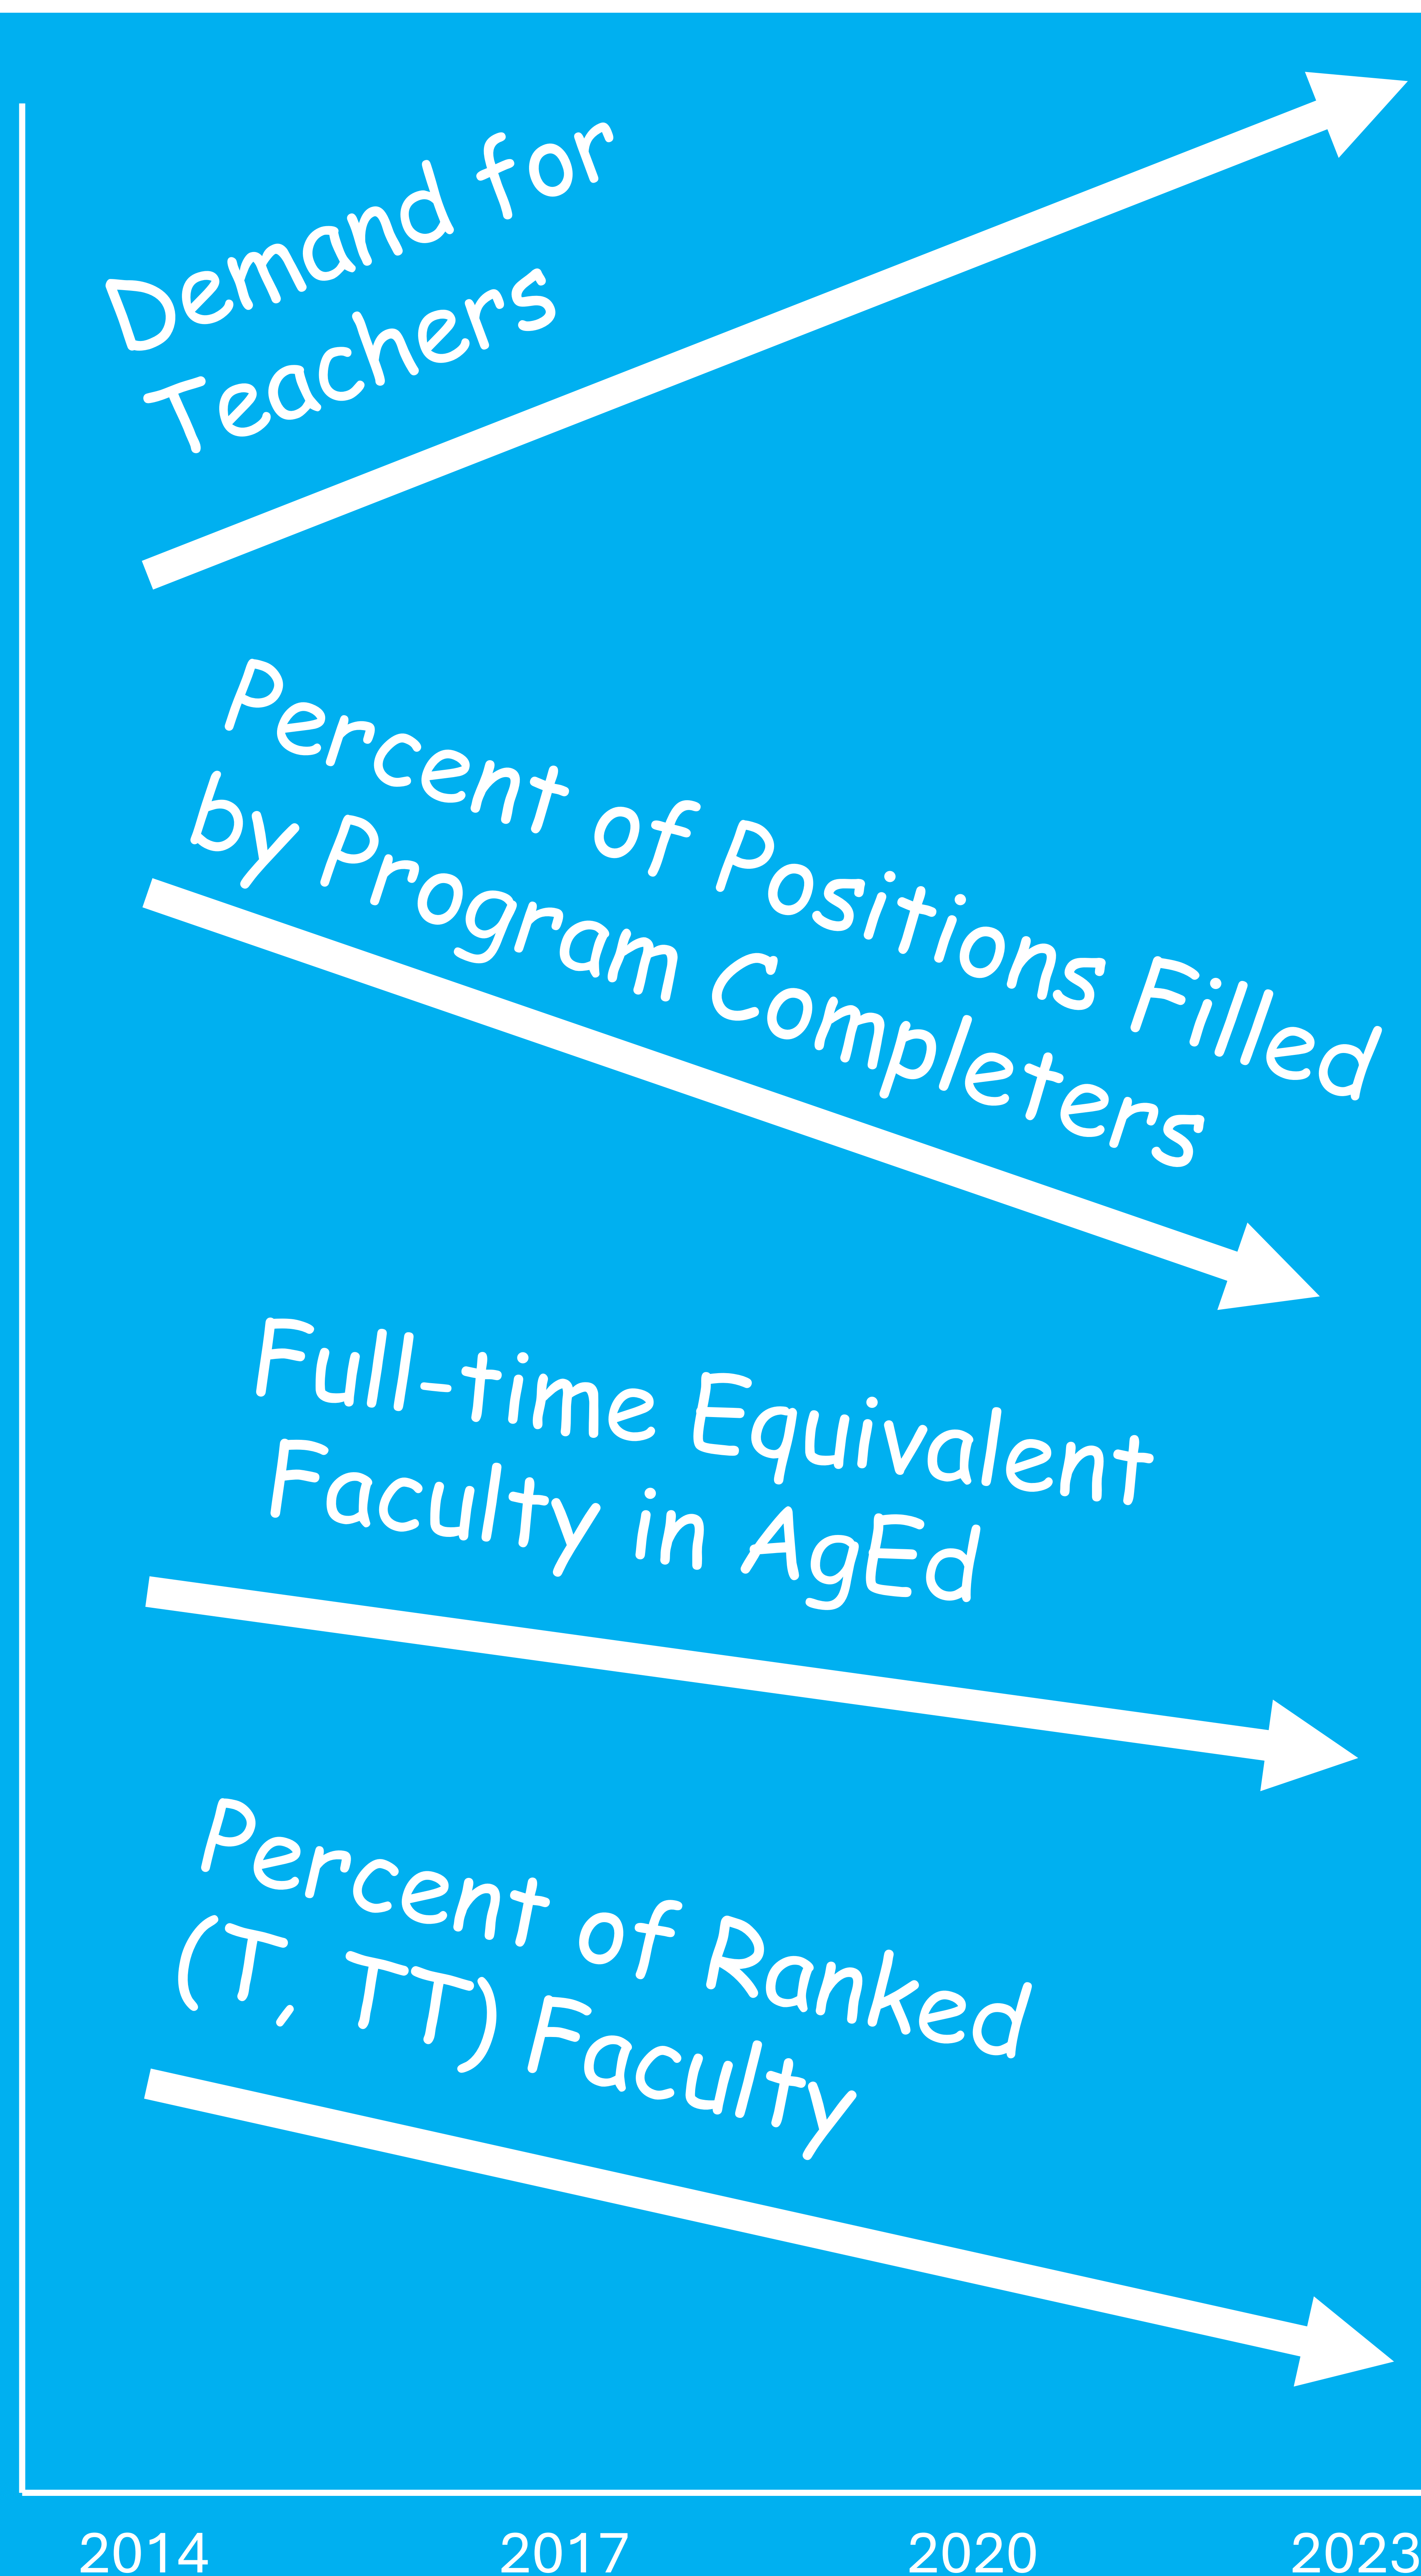 Demand for
Teachers
Percent of Positions Filled
by Program Completers
Full-time Equivalent
Faculty in AgEd
Percent of Ranked
(T, TT) Faculty
2014 2017 2020 2023